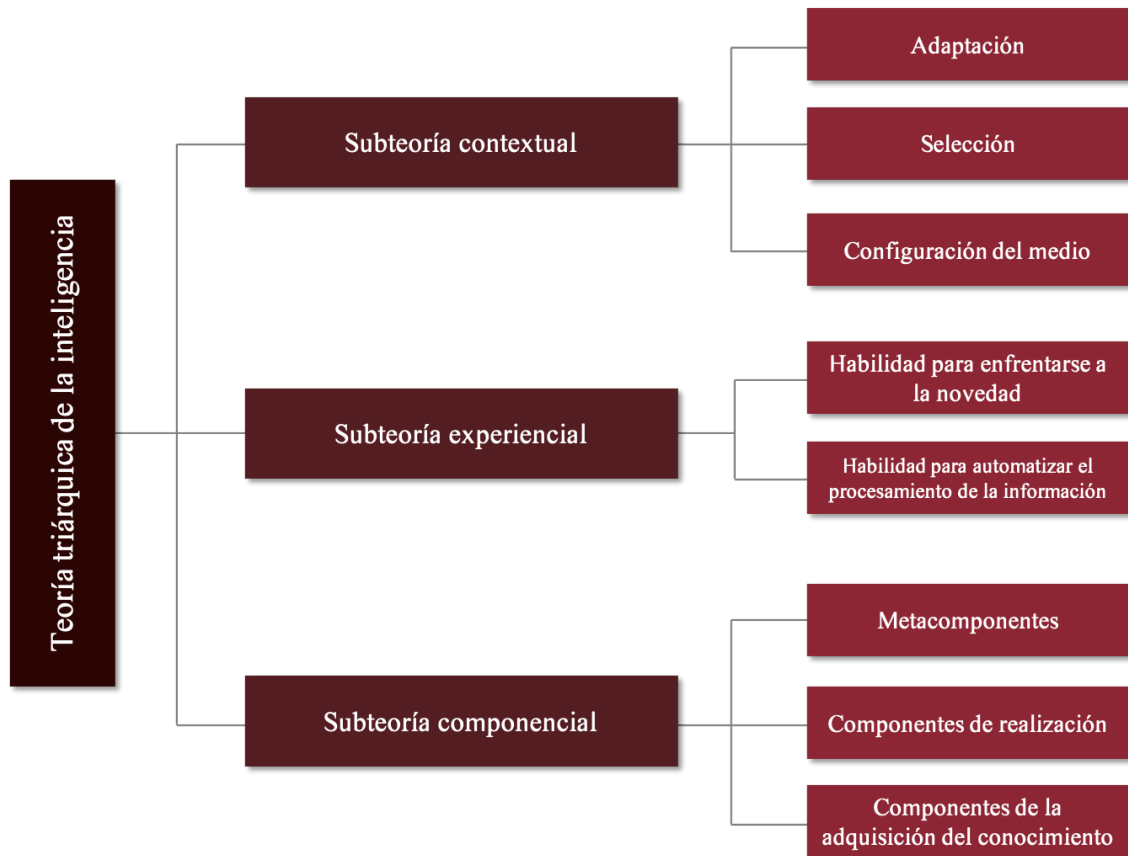 Teoría triárquica de la inteligencia
Subteoría contextual
Adaptación
Selección
Configuración del medio
Subteoría experiencial
Habilidad para enfrentarse a
la novedad
Habilidad para automatizar el
procesamiento de la información
Subteoría componencial
Metacomponentes
Componentes de realización
Componentes de la
adquisición del conocimiento